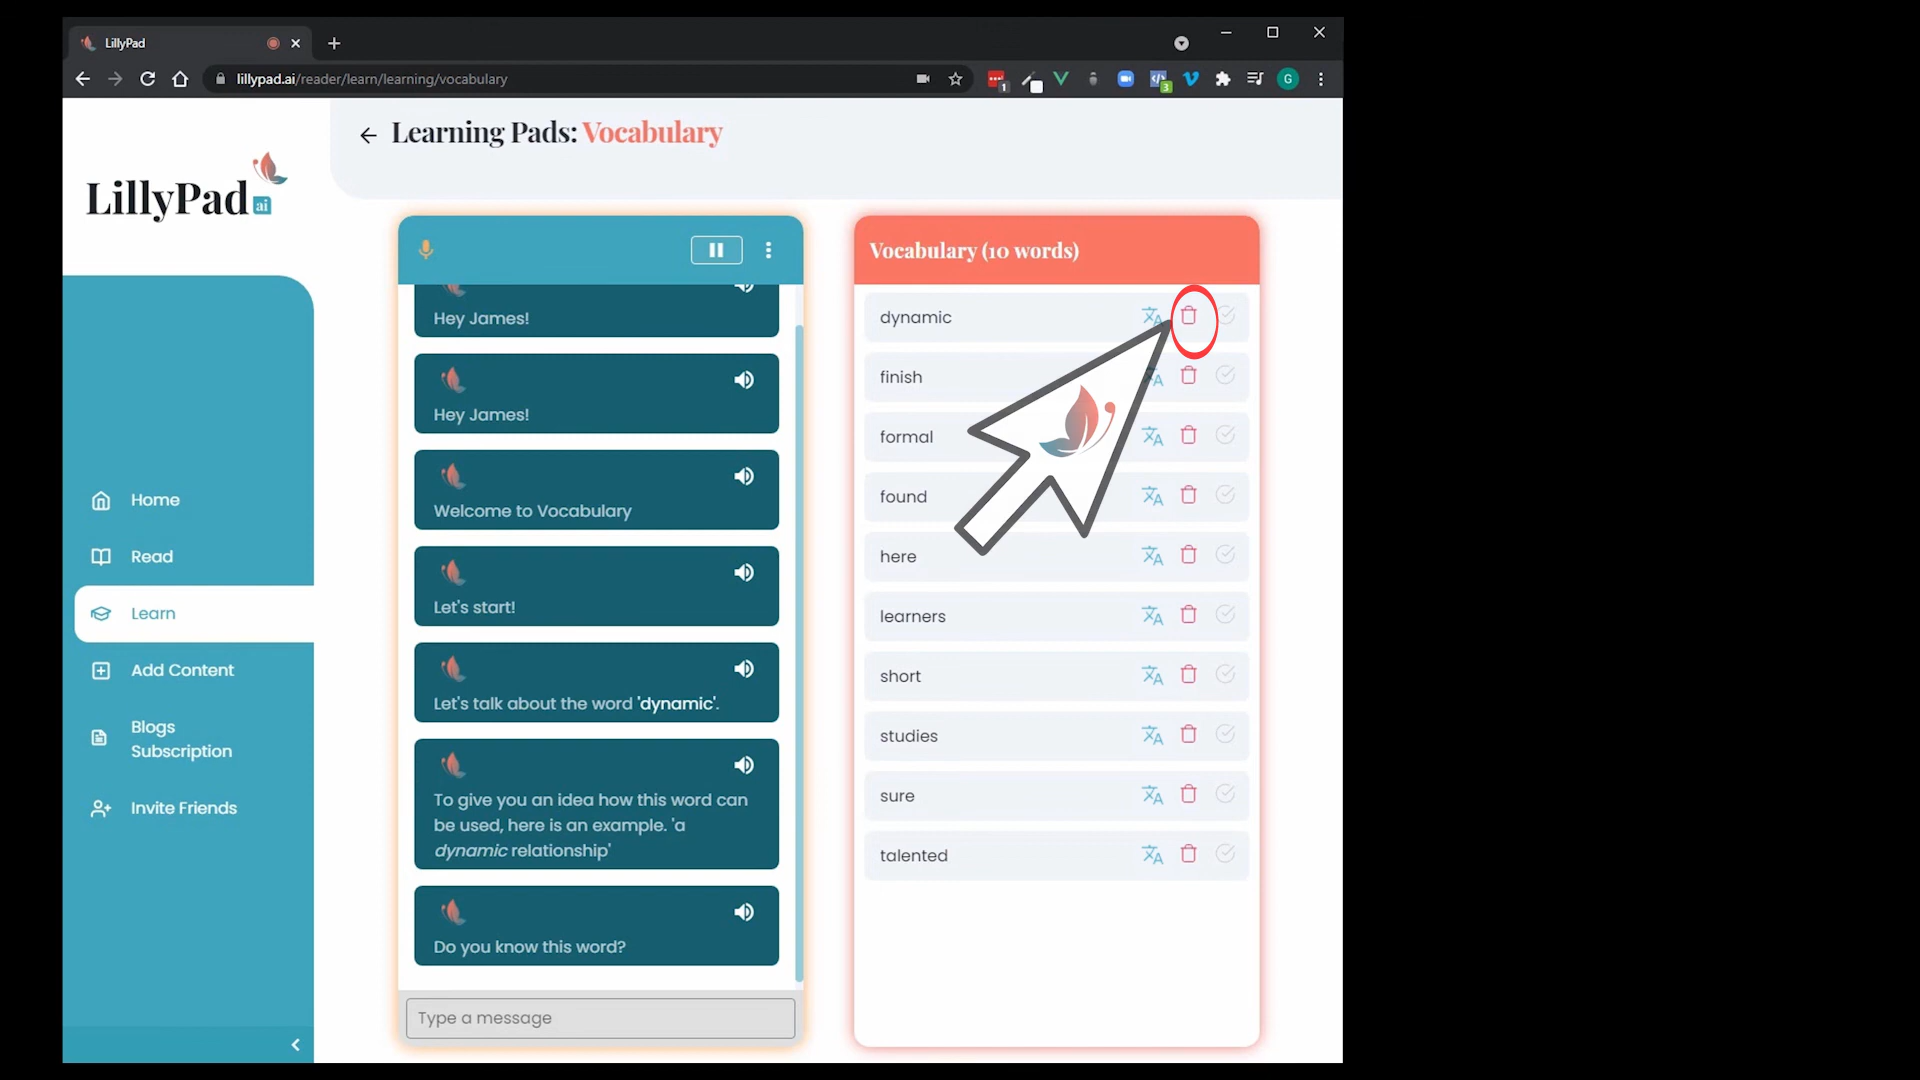 LillyPad
lillypad.ai/reader/learn/learning/vocabulary
1
3
G
Learning Pads: Vocabulary
LillyPad ai
Home
Read
Learn
Add Content
Blogs
Subscription
Invite Friends
Hey James!
Hey James!
Welcome to Vocabulary
Let's start!
Let's talk about the word 'dynamic'.
To give you an idea how this word can
be used, here is an example. 'a
dynamic relationship'
Do you know this word?
Type a message
Vocabulary (10 words)
dynamic
finish
formal
found
here
learners
short
studies
sure
talented